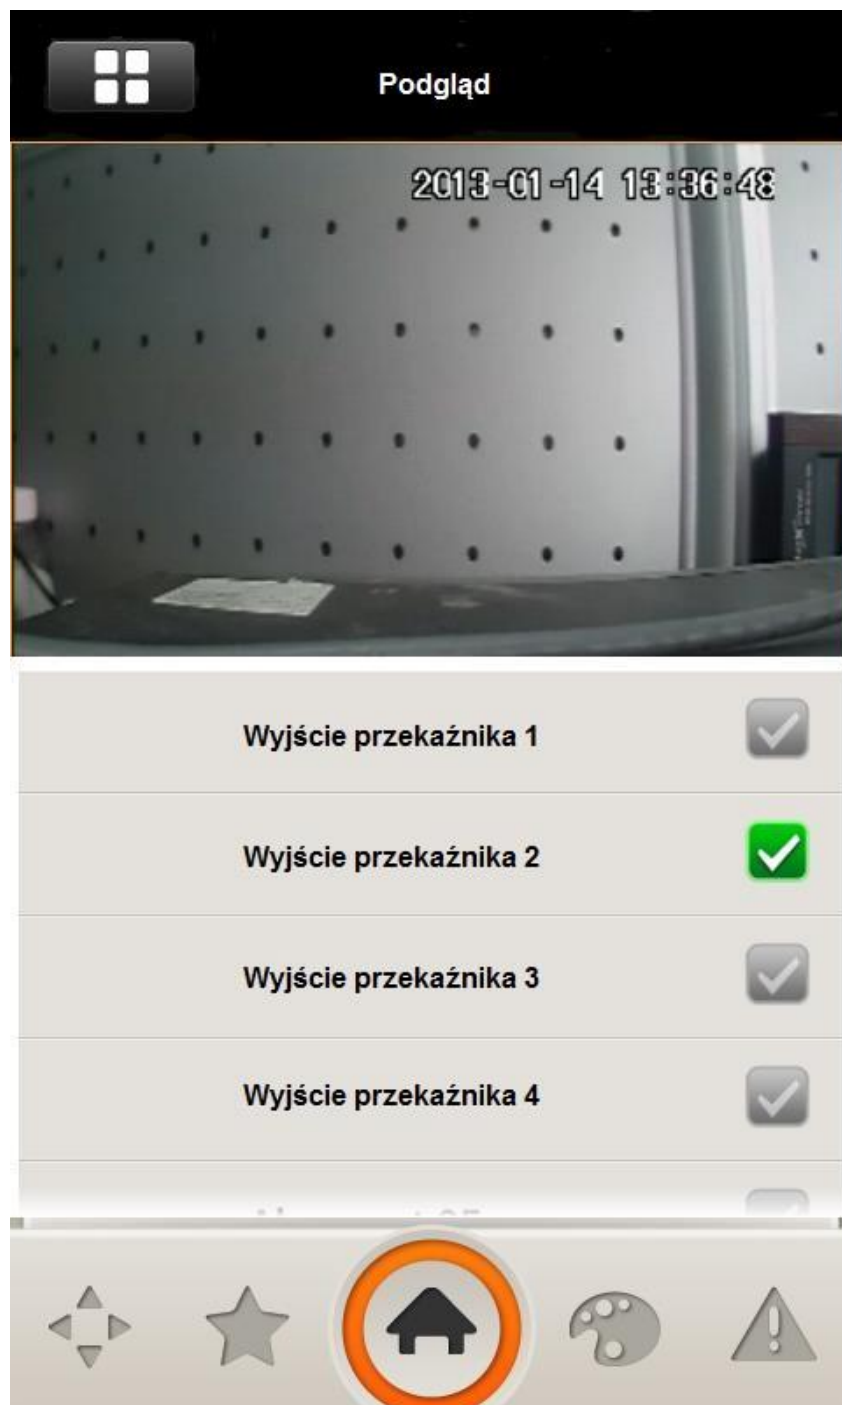 Podgląd
2013-01-14 13:36:48
Wyjście przekaźnika 1
Wyjście przekaźnika 2
Wyjście przekaźnika 3
Wyjście przekaźnika 4